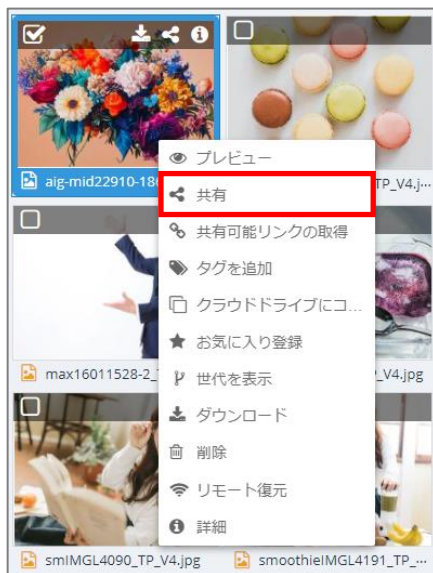 プレビュー
aig-mid22910-18
TP_V4.j…
共有
共有可能リンクの取得
タグを追加
クラウドドライブにコ...
お気に入り登録
max16011528-2_
_V4.jpg
世代を表示
ダウンロード
削除
リモート復元
詳細
smIMGL4090_TP_V4.jpg
smoothieIMGL4191_TP_…